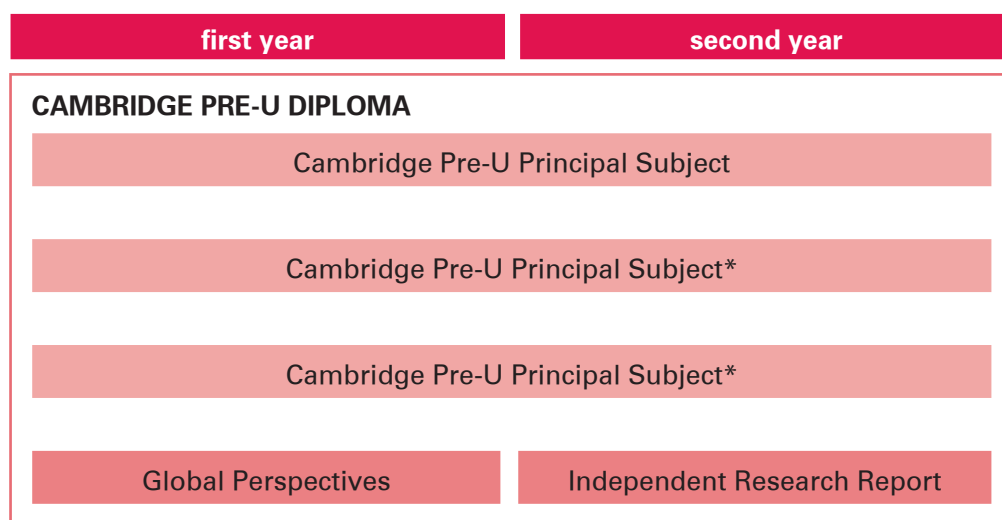 first year second year
CAMBRIDGE PRE-U DIPLOMA
Cambridge Pre-U Principal Subject
Cambridge Pre-U Principal Subject*
Cambridge Pre-U Principal Subject*
Global Perspectives Independent Research Report